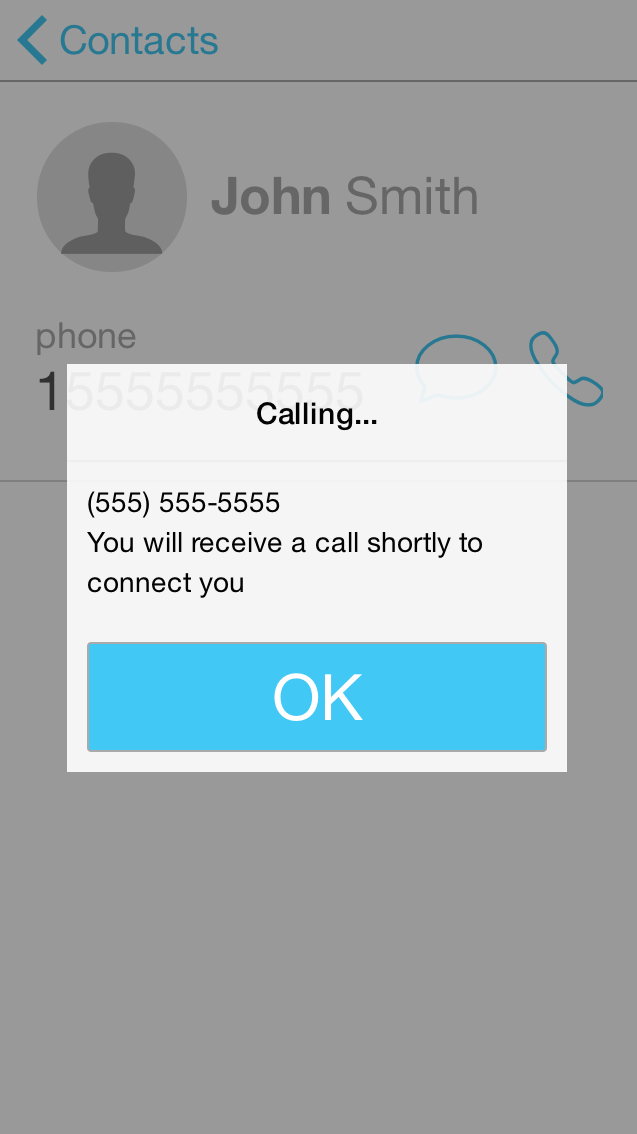 Contacts
John Smith
phone
15555555555
Calling...
(555) 555-5555
You will receive a call shortly to
connect you
OK